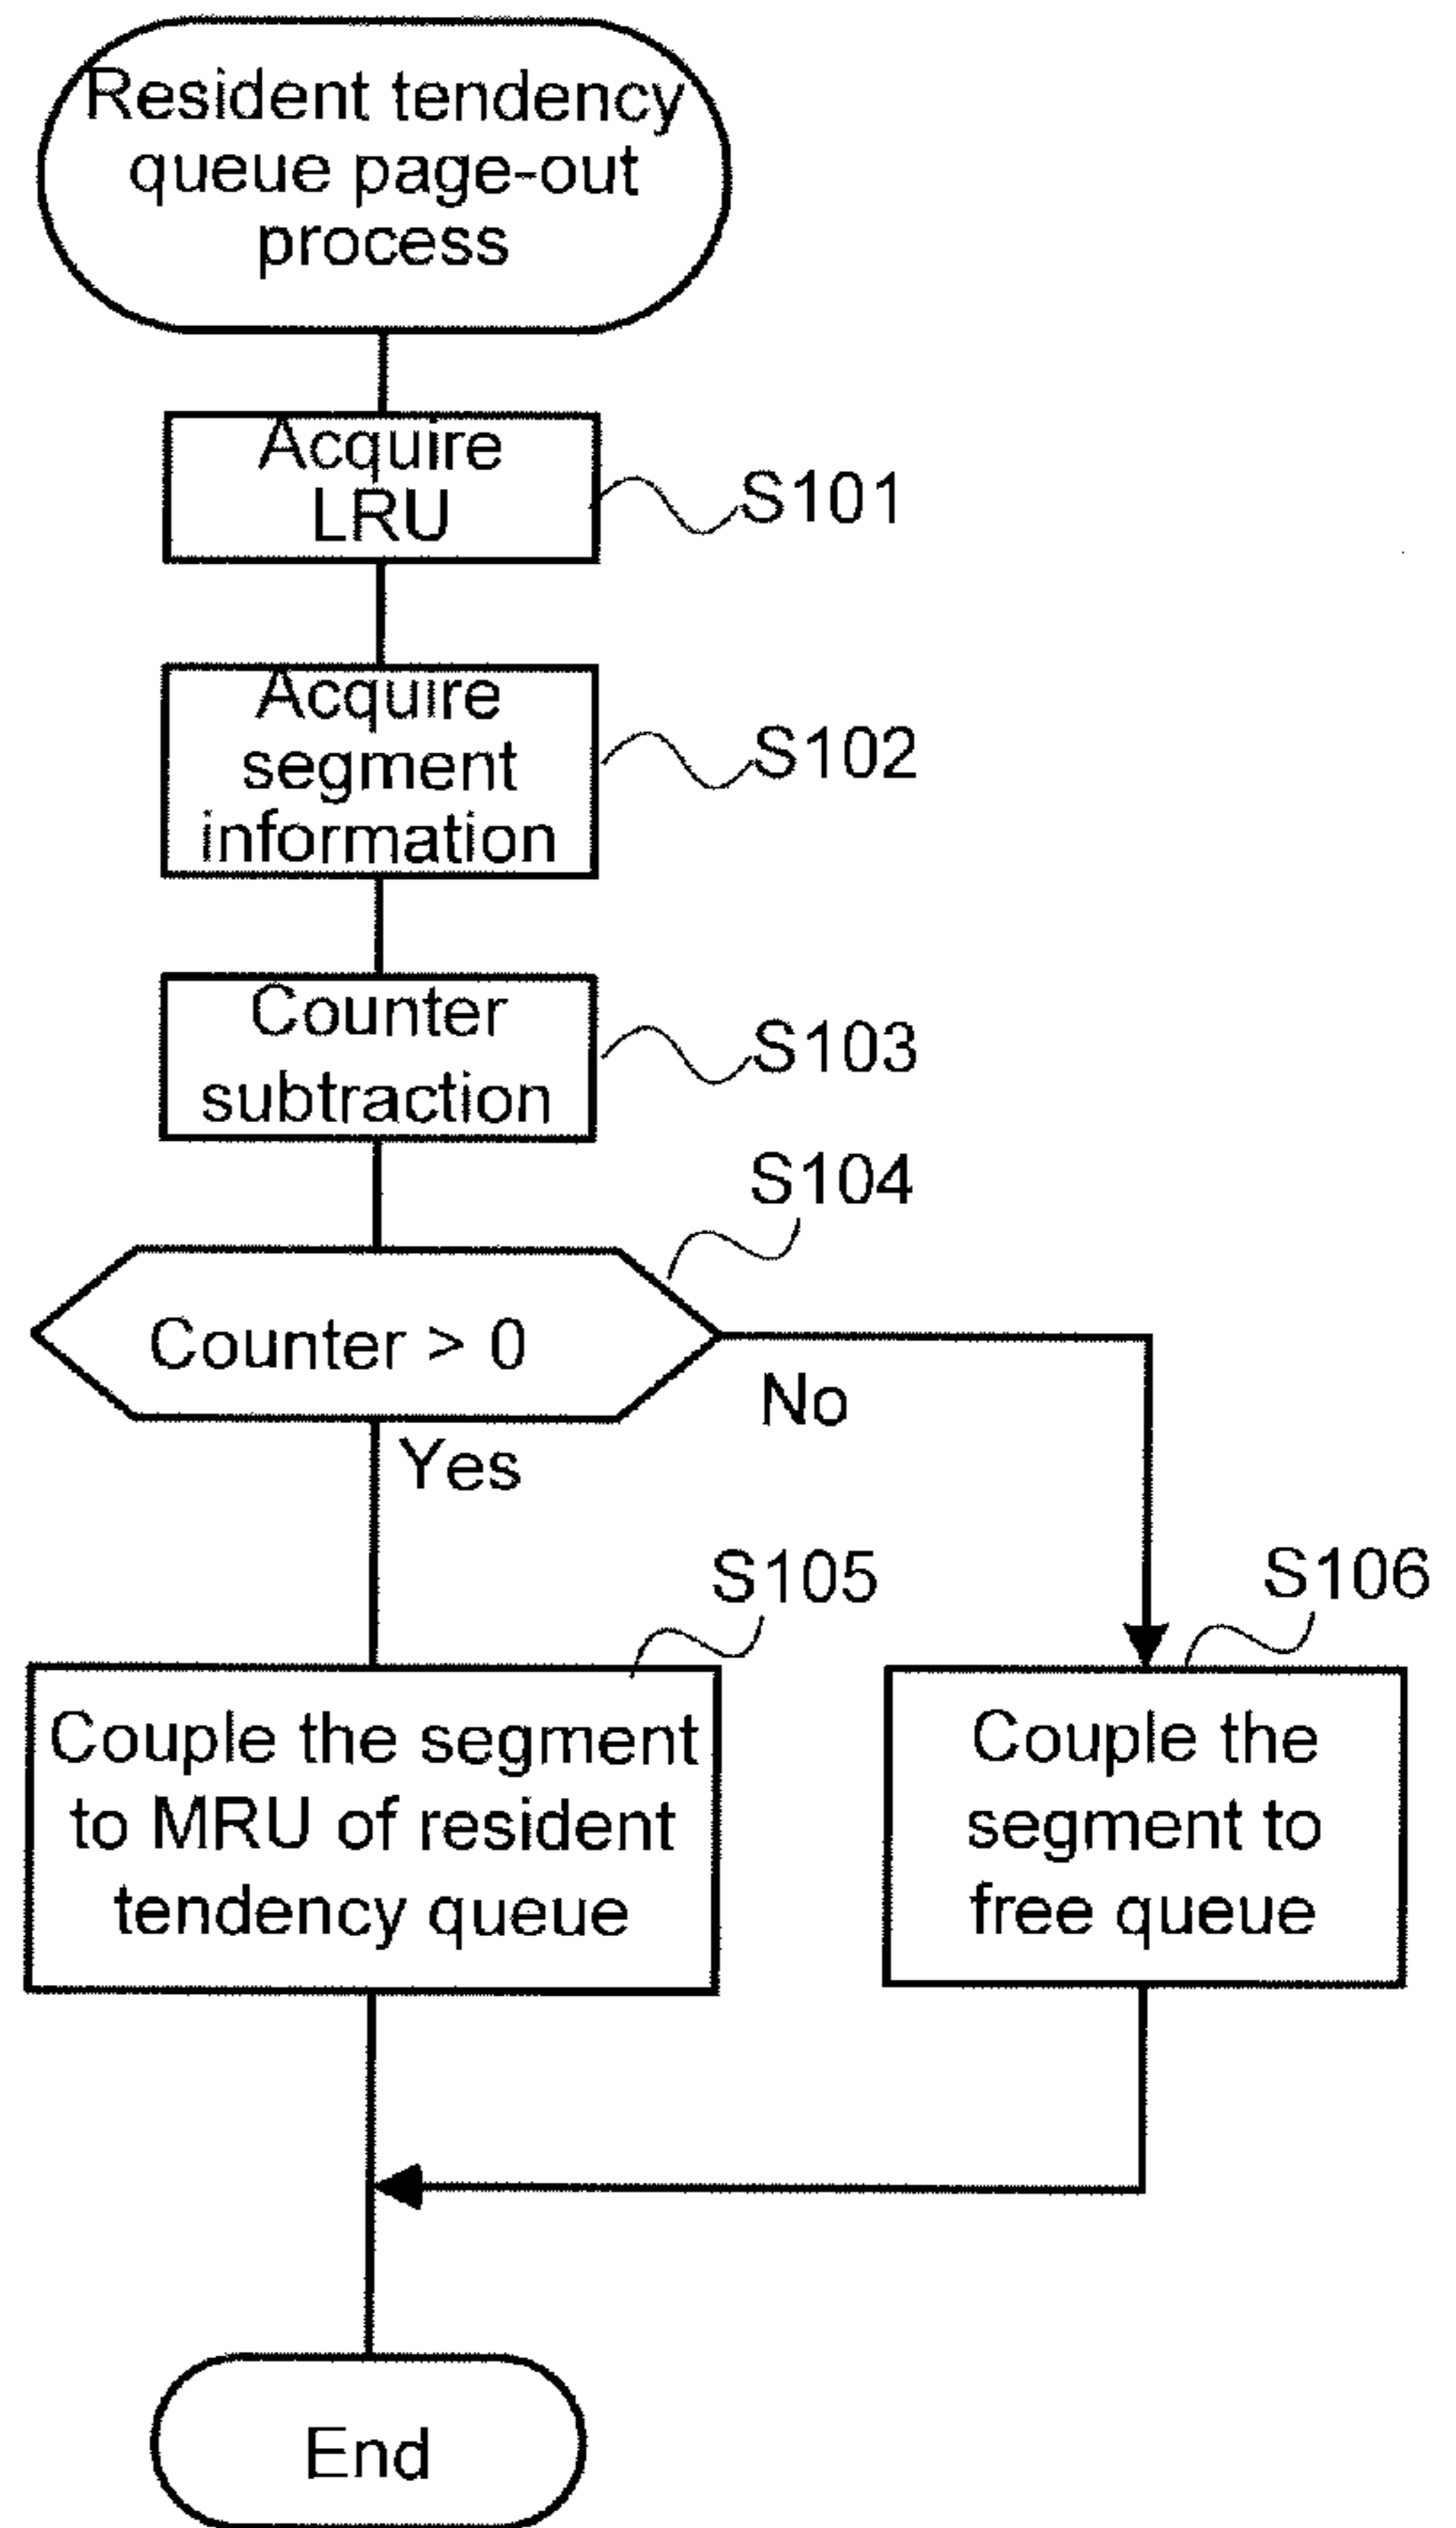 Resident tendency
queue page-out
process
Acquire
LRU
S101
Acquire
segment
information
S102
Counter
subtraction
S103
S104
Counter > 0
No
Yes
S105
S106
Couple the segment
to MRU of resident
tendency queue
Couple the
segment to
free queue
End